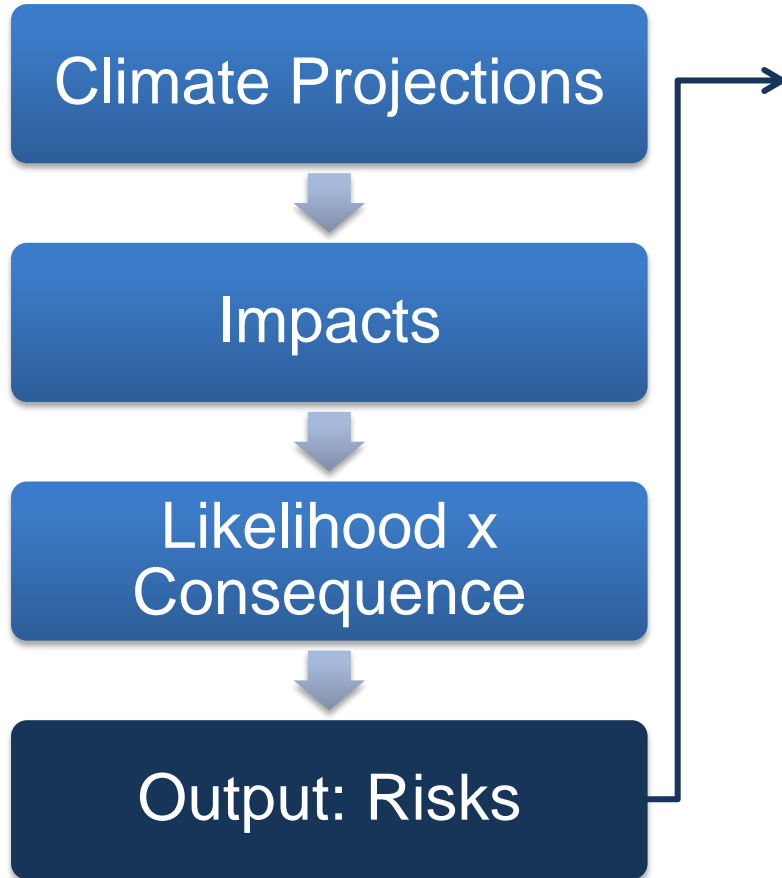 Climate Projections
Impacts
Likelihood x
Consequence
Output: Risks